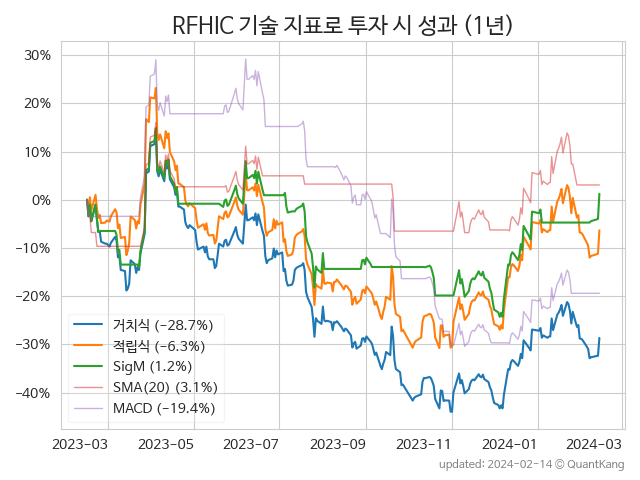 RFHIC 기술 지표로 투자 시 성과 (1년)
30%
20%
10%
0%
−10%
−20%
−30%
−40%
거치식 (−28.7%)
적립식 (−6.3%)
SigM (1.2%)
SMA(20) (3.1%)
MACD (−19.4%)
2023−03
2023−05
2023−07
2023−09
2023−11
2024−01
2024−03
updated: 2024−02−14 ⓒ QuantKang